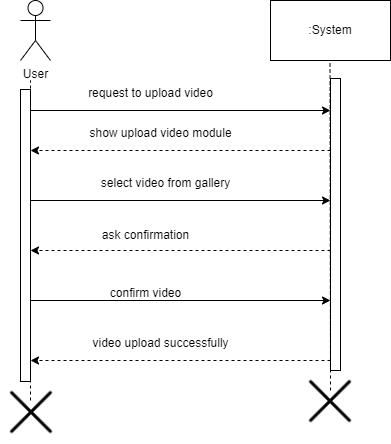 :System
User
request to upload video
show upload video module
select video from gallery
ask confirmation
confirm video
video upload successfully